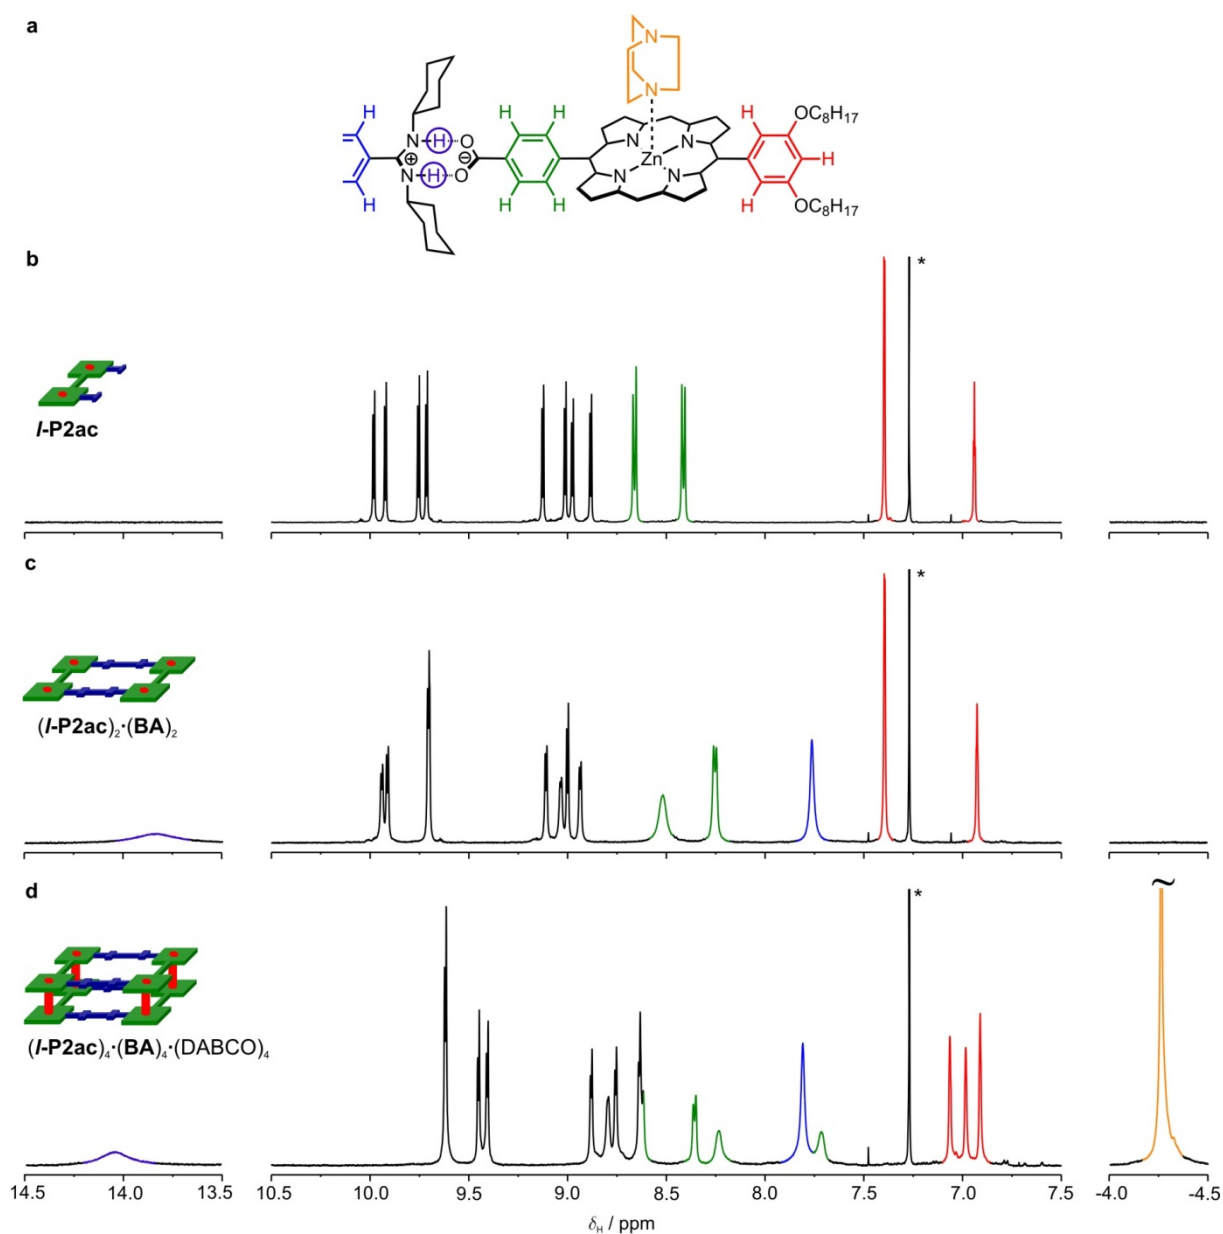 a
N
H
H
OC₈H₁₇
N
H
H
H
N
H
O
N
N
H
⊕
⊖
Zn
H
N
H
O
N
N
H
H
H
H
OC₈H₁₇
b
*
l-P2ac
c
*
(l-P2ac)₂·(BA)₂
d
*
~
(l-P2ac)₄·(BA)₄·(DABCO)₄
14.5 14.0 13.5 10.5 10.0 9.5 9.0 8.5 8.0 7.5 7.0 7.5 -4.0 -4.5
δH / ppm